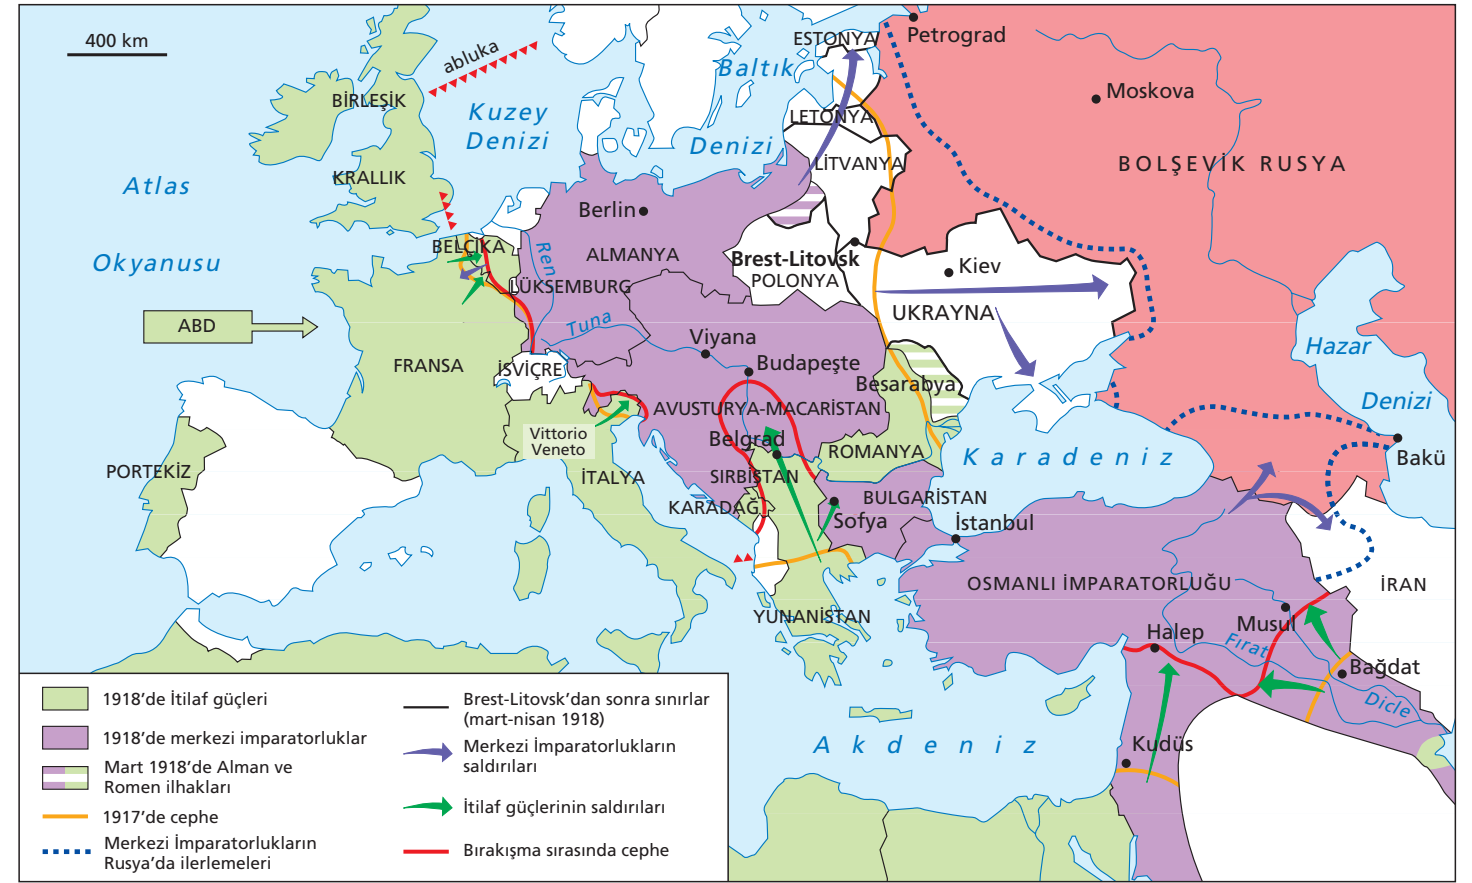 400 km
abluka
Kuzey
Denizi
Baltık
Denizi
ESTONYA
Petrograd
Moskova
BİRLEŞİK
KRALLIK
LETONYA
LİTVANYA
BOLŞEVİK RUSYA
Atlas
Okyanusu
Berlin
BELÇİKA
Ren
ALMANYA
Brest-Litovsk
POLONYA
Kiev
LÜKSEMBURG
UKRAYNA
ABD
Tuna
Viyana
Budapeşte
Hazar
Denizi
FRANSA
İSVİÇRE
Besarabya
AVUSTURYA-MACARİSTAN
Vittorio
Veneto
Belgrad
ROMANYA
Karadeniz
Bakü
PORTEKİZ
İTALYA
SIRBİSTAN
KARADAĞ
BULGARİSTAN
Sofya
İstanbul
OSMANLI İMPARATORLUĞU
İRAN
YUNANİSTAN
Musul
Halep
Fırat
Bağdat
Dicle
Akdeniz
Kudüs
1918’de İtilaf güçleri
1918’de merkezi imparatorluklar
Mart 1918’de Alman ve
Romen ilhakları
1917’de cephe
Merkezi İmparatorlukların
Rusya’da ilerlemeleri
Brest-Litovsk’dan sonra sınırlar
(mart-nisan 1918)
Merkezi İmparatorlukların
saldırıları
İtilaf güçlerinin saldırıları
Bırakışma sırasında cephe